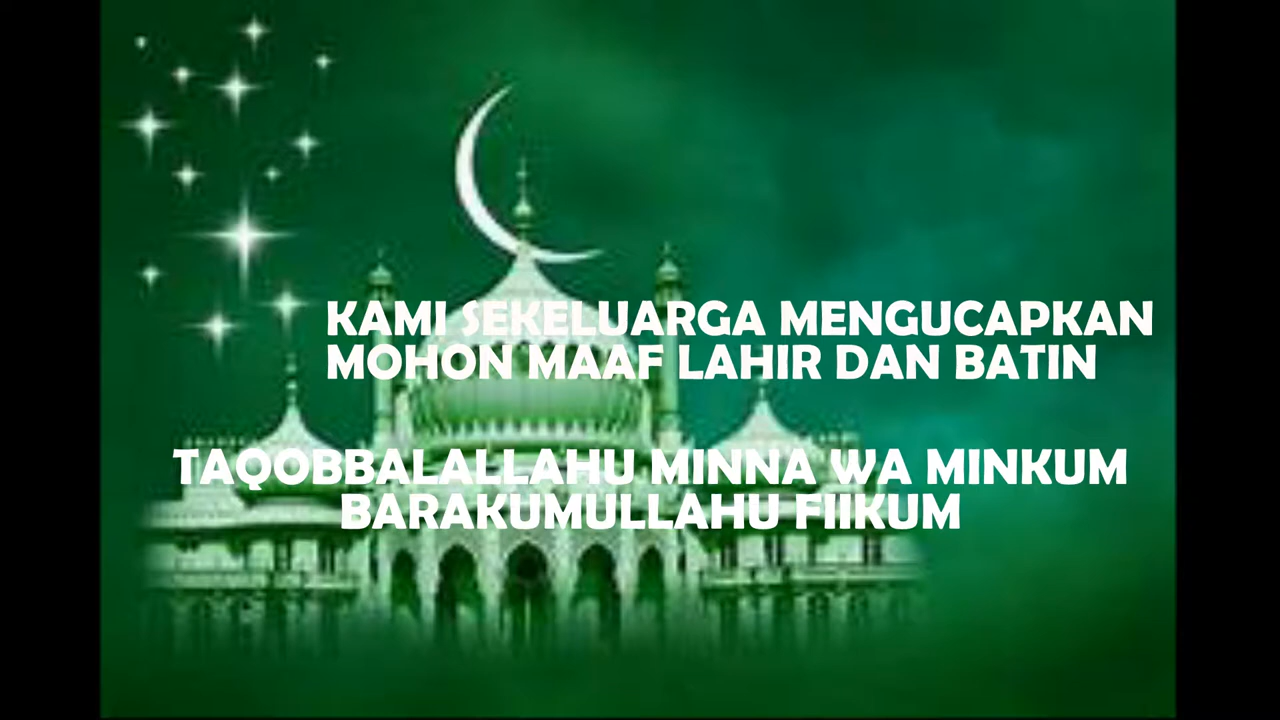 KAMI SEKELUARGA MENGUCAPKAN
MOHON MAAF LAHIR DAN BATIN
TAQOBBALALLAHU MINNA WA MINKUM
BARAKUMULLAHU FIIKUM